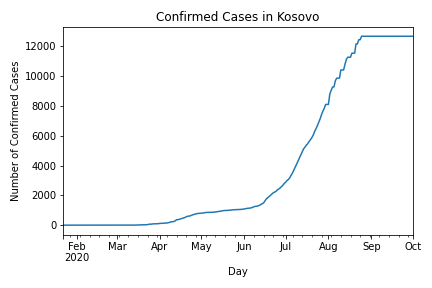 Confirmed Cases in Kosovo
Number of Confirmed Cases
12000
10000
8000
6000
4000
2000
0
Feb Mar Apr May Jun Jul Aug Sep Oct
2020
Day